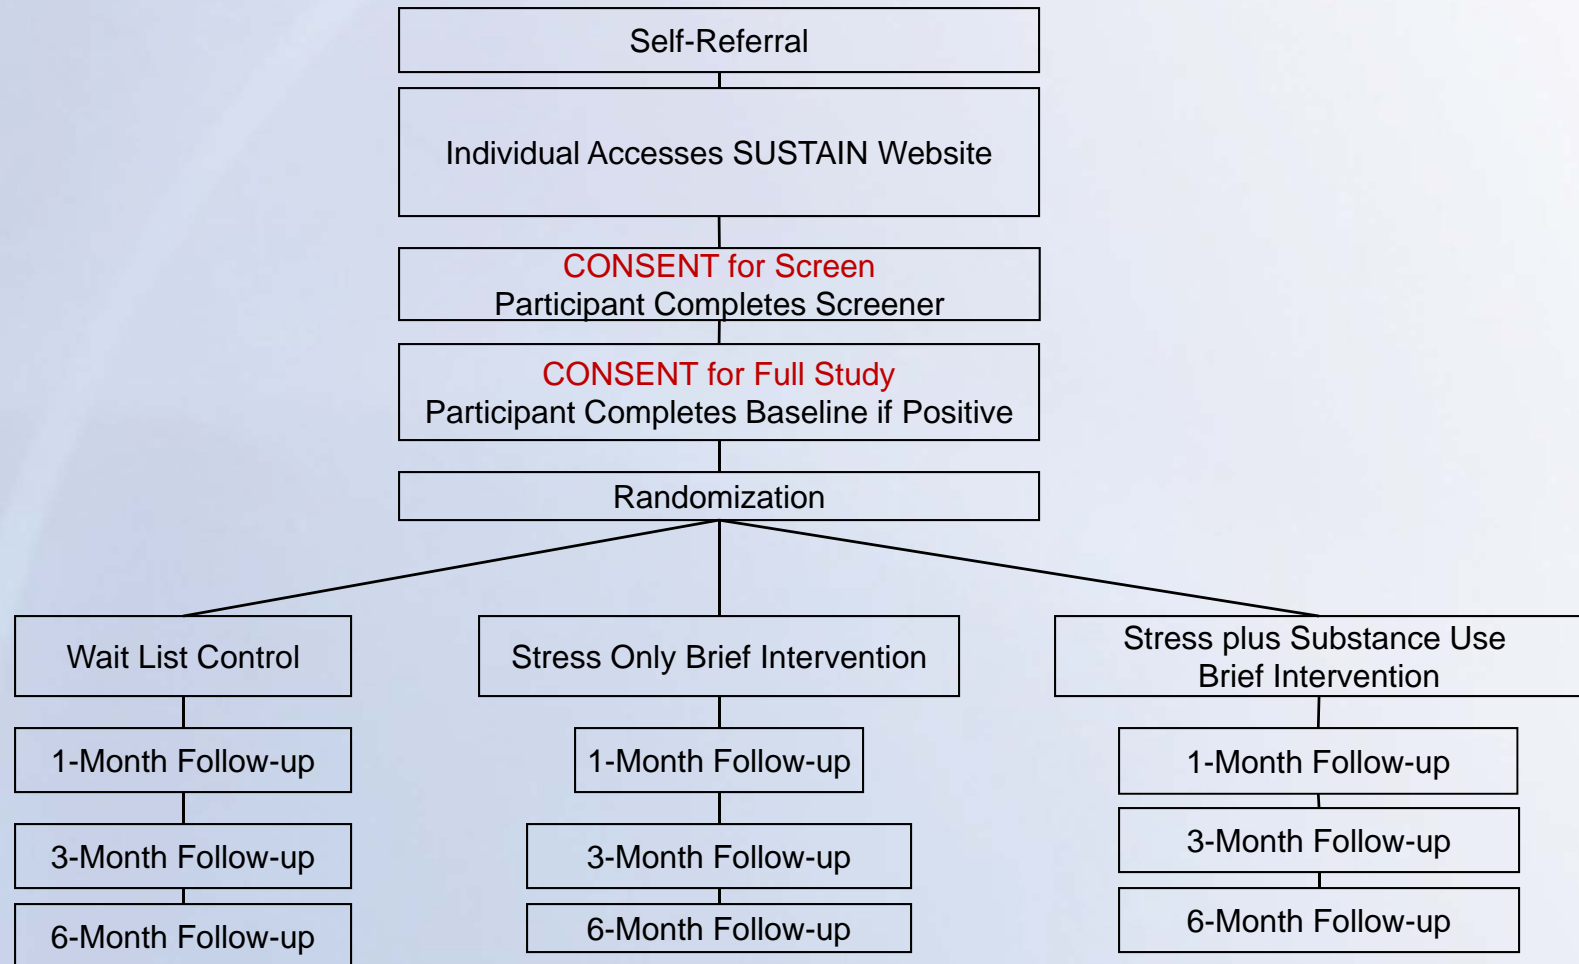 Self-Referral
Individual Accesses SUSTAIN Website
CONSENT for Screen
Participant Completes Screener
CONSENT for Full Study
Participant Completes Baseline if Positive
Randomization
Wait List Control
Stress Only Brief Intervention
Stress plus Substance Use
Brief Intervention
1-Month Follow-up
1-Month Follow-up
1-Month Follow-up
3-Month Follow-up
3-Month Follow-up
3-Month Follow-up
6-Month Follow-up
6-Month Follow-up
6-Month Follow-up